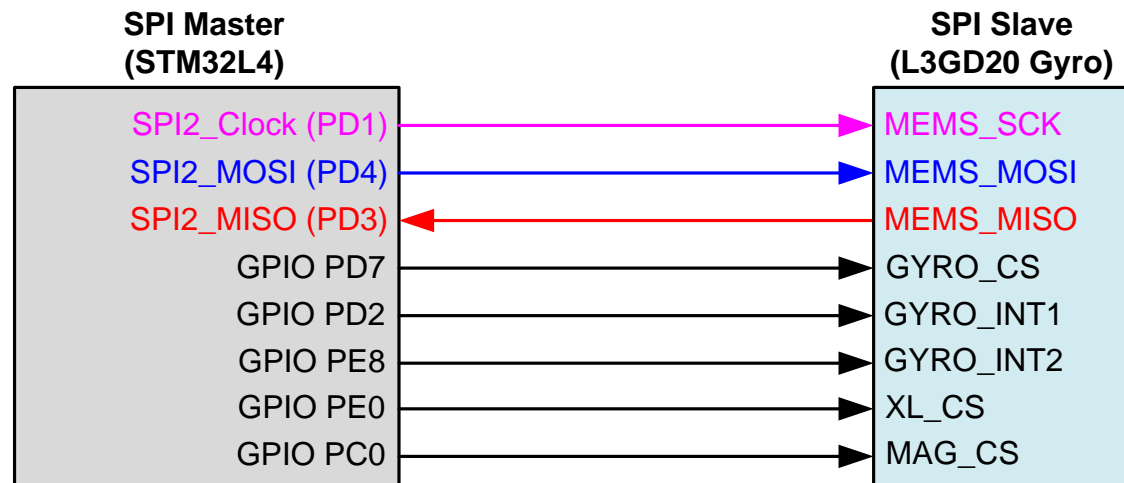 SPI Master
(STM32L4)
SPI Slave
(L3GD20 Gyro)
SPI2_Clock (PD1)
MEMS_SCK
SPI2_MOSI (PD4)
MEMS_MOSI
SPI2_MISO (PD3)
MEMS_MISO
GPIO PD7
GYRO_CS
GPIO PD2
GYRO_INT1
GPIO PE8
GYRO_INT2
GPIO PE0
XL_CS
GPIO PC0
MAG_CS